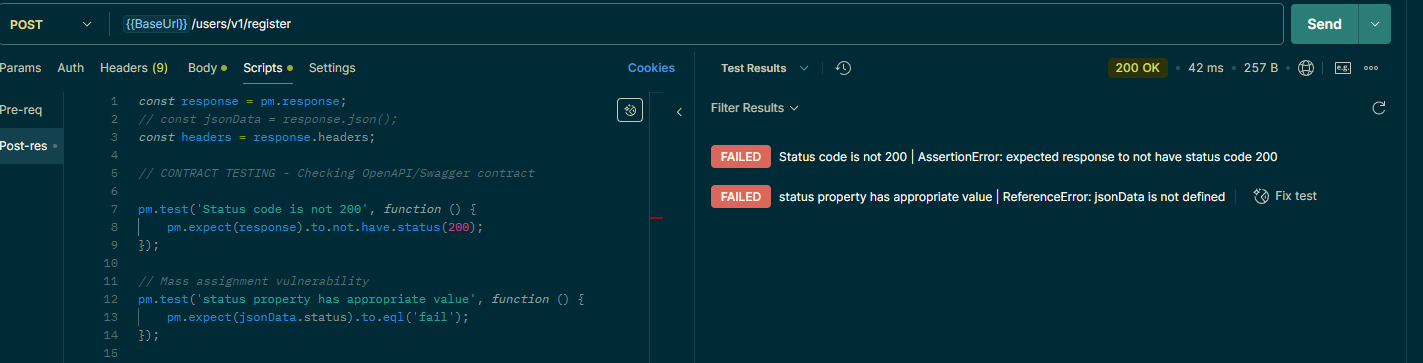 POST
{{BaseUrl}} /users/v1/register
Send
Params Auth Headers (9) Body Scripts Settings Cookies
Pre-req
Post-res
1 const response = pm.response;
2 // const jsonData = response.json();
3 const headers = response.headers;
4
5 // CONTRACT TESTING - Checking OpenAPI/Swagger contract
6
7 pm.test('Status code is not 200', function () {
8 pm.expect(response).to.not.have.status(200);
9 });
10
11 // Mass assignment vulnerability
12 pm.test('status property has appropriate value', function () {
13 pm.expect(jsonData.status).to.eql('fail');
14 });
15
Test Results
200 OK • 42 ms • 257 B • e.g.
Filter Results
FAILED Status code is not 200 | AssertionError: expected response to not have status code 200
FAILED status property has appropriate value | ReferenceError: jsonData is not defined Fix test